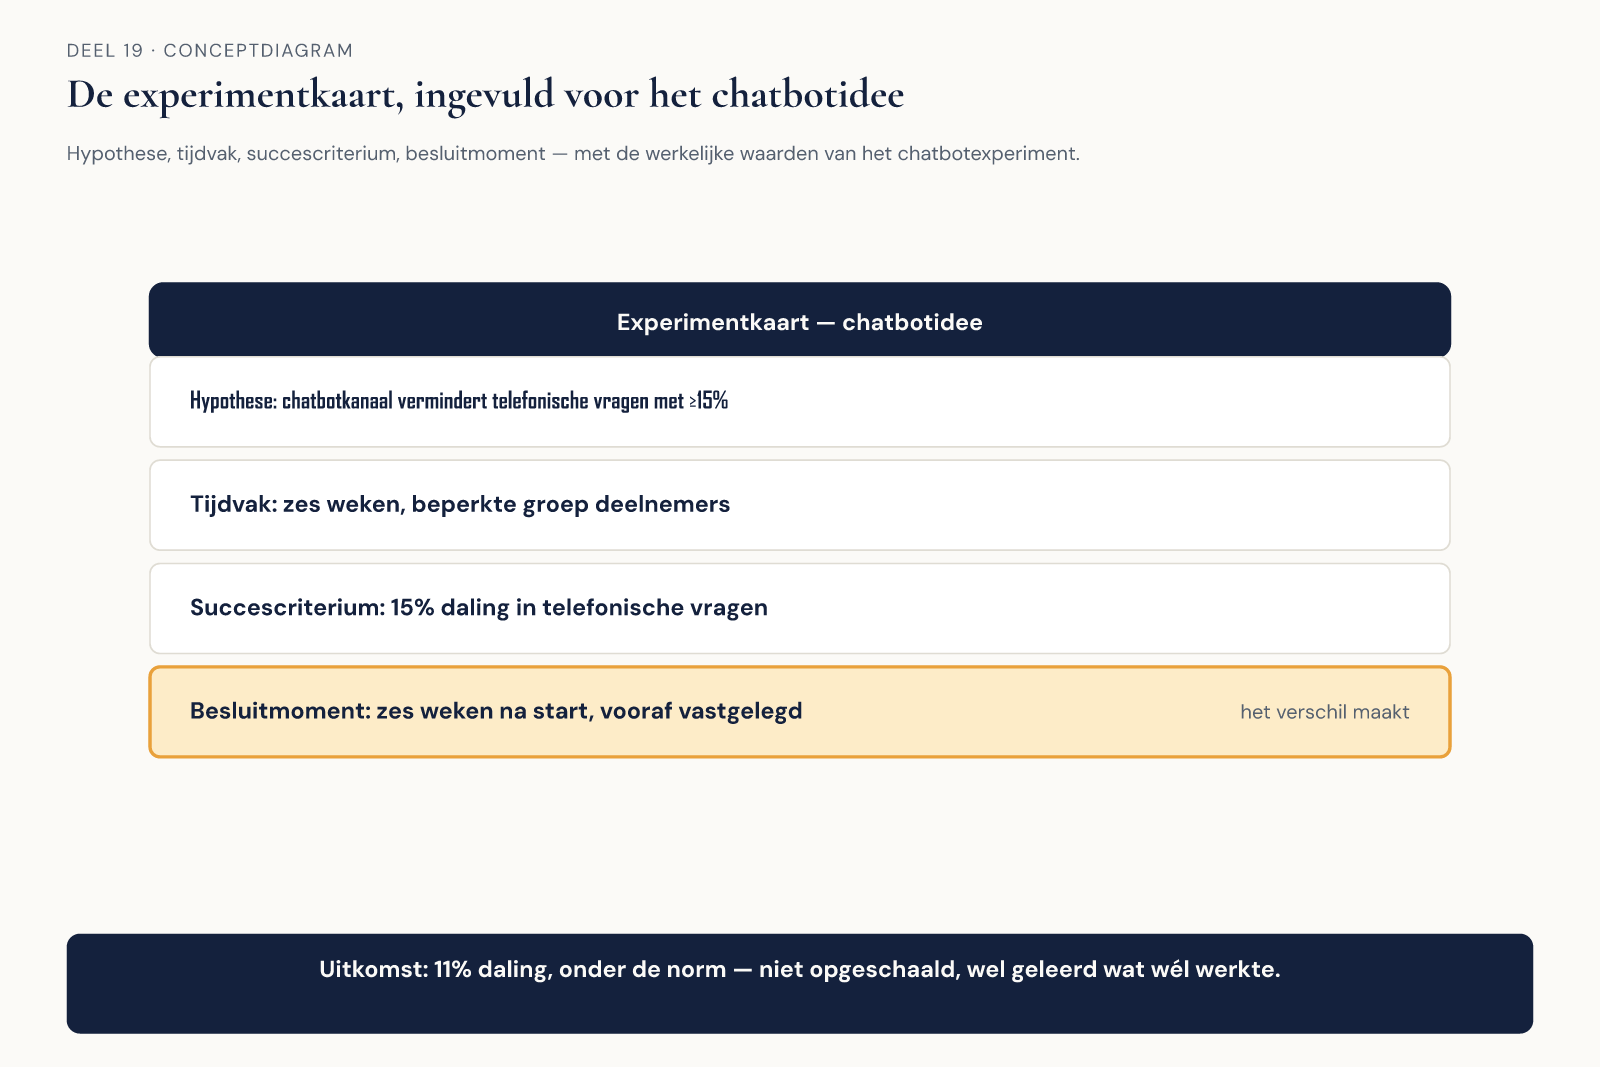 DEEL 19 · CONCEPTDIAGRAM
De experimentkaart, ingevuld voor het chatbotidee
Hypothese, tijdvak, succescriterium, besluitmoment — met de werkelijke waarden van het chatbotexperiment.
Experimentkaart — chatbotidee
Hypothese: chatbotkanaal vermindert telefonische vragen met ≥15%
Tijdvak: zes weken, beperkte groep deelnemers
Succescriterium: 15% daling in telefonische vragen
Besluitmoment: zes weken na start, vooraf vastgelegd
het verschil maakt
Uitkomst: 11% daling, onder de norm — niet opgeschaald, wel geleerd wat wél werkte.